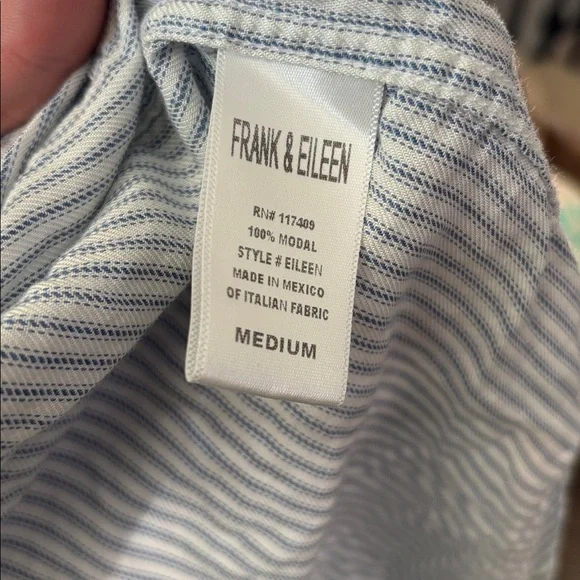 FRANK & EILEEN
RN# 117409
100% MODAL
STYLE # EILEEN
MADE IN MEXICO
OF ITALIAN FABRIC
MEDIUM